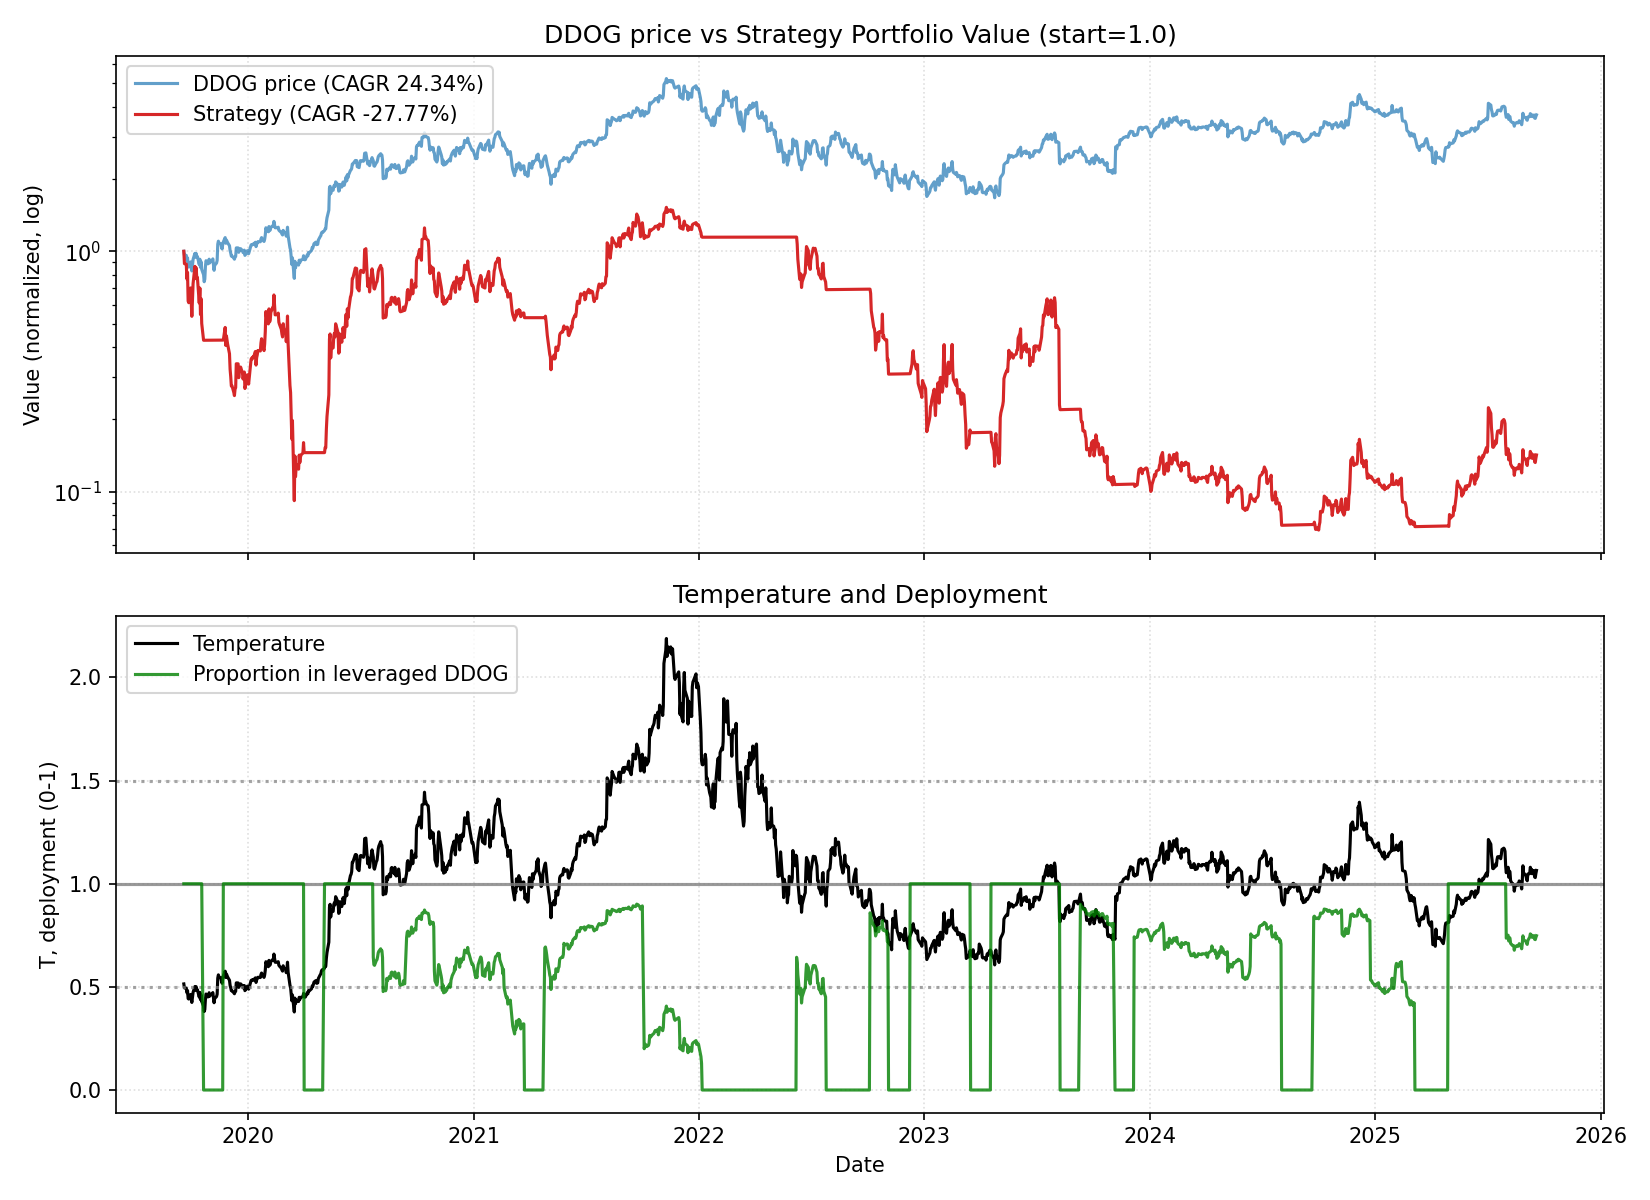 DDOG price vs Strategy Portfolio Value (start=1.0)
DDOG price (CAGR 24.34%)
Strategy (CAGR -27.77%)
Value (normalized, log)
10⁰
10⁻¹
Temperature and Deployment
Temperature
Proportion in leveraged DDOG
T, deployment (0-1)
2.0
1.5
1.0
0.5
0.0
2020 2021 2022 2023 2024 2025 2026
Date